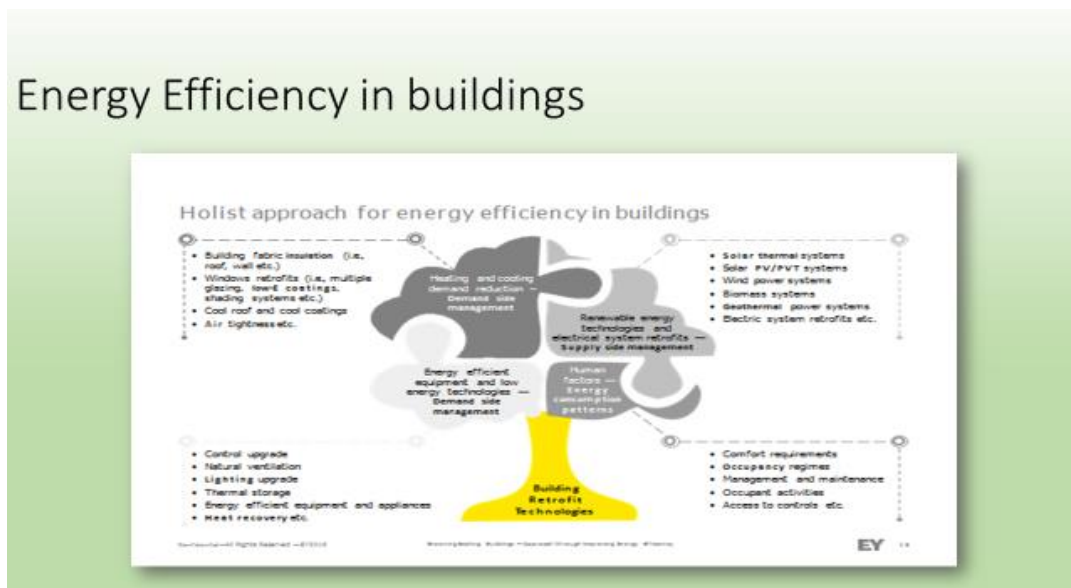 Energy Efficiency in buildings
Holist approach for energy efficiency in buildings
• Building fabric insulation (i.e.,
roof, wall etc.)
• Windows retrofits (i.e., multiple
glazing, low-E coatings,
shading systems etc.)
• Cool roof and cool coatings
• Air tightness etc.
Heating and cooling
demand reduction —
Demand side
management
Renewable energy
technologies and
electrical system retrofits —
Supply side management
• Solar thermal systems
• Solar PV/PVT systems
• Wind power systems
• Biomass systems
• Geothermal power systems
• Electric system retrofits etc.
Energy efficient
equipment and low
energy technologies —
Demand side
management
Human
factors —
Energy
consumption
patterns
• Control upgrade
• Natural ventilation
• Lighting upgrade
• Thermal storage
• Energy efficient equipment and appliances
• Heat recovery etc.
Building
Retrofit
Technologies
• Comfort requirements
• Occupancy regimes
• Management and maintenance
• Occupant activities
• Access to controls etc.
All Rights Reserved
EY